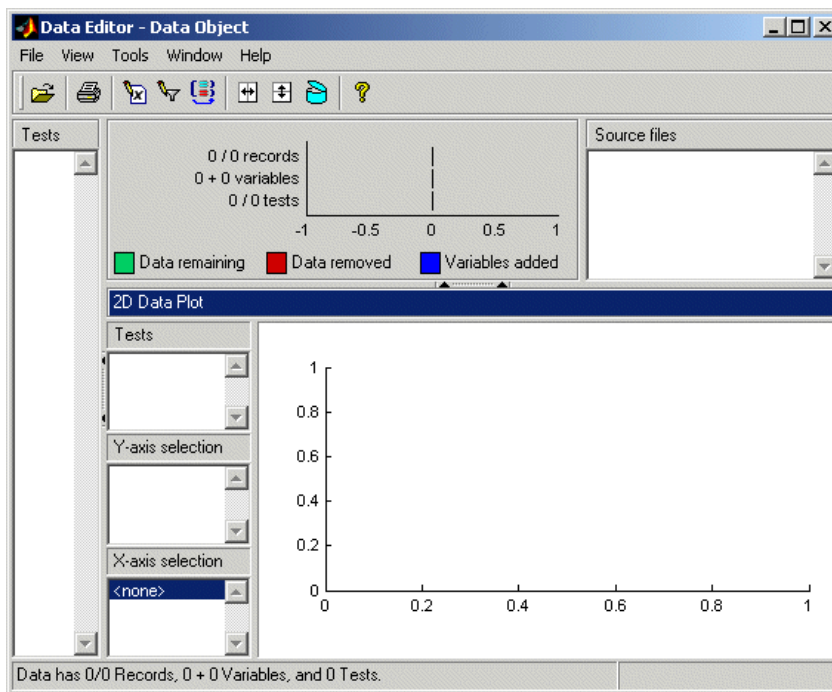 Data Editor - Data Object
File View Tools Window Help
Tests
0 / 0 records
0 + 0 variables
0 / 0 tests
-1 -0.5 0 0.5 1
Data remaining Data removed Variables added
Source files
2D Data Plot
Tests
Y-axis selection
X-axis selection
<none>
1
0.8
0.6
0.4
0.2
0
0 0.2 0.4 0.6 0.8 1
Data has 0/0 Records, 0 + 0 Variables, and 0 Tests.